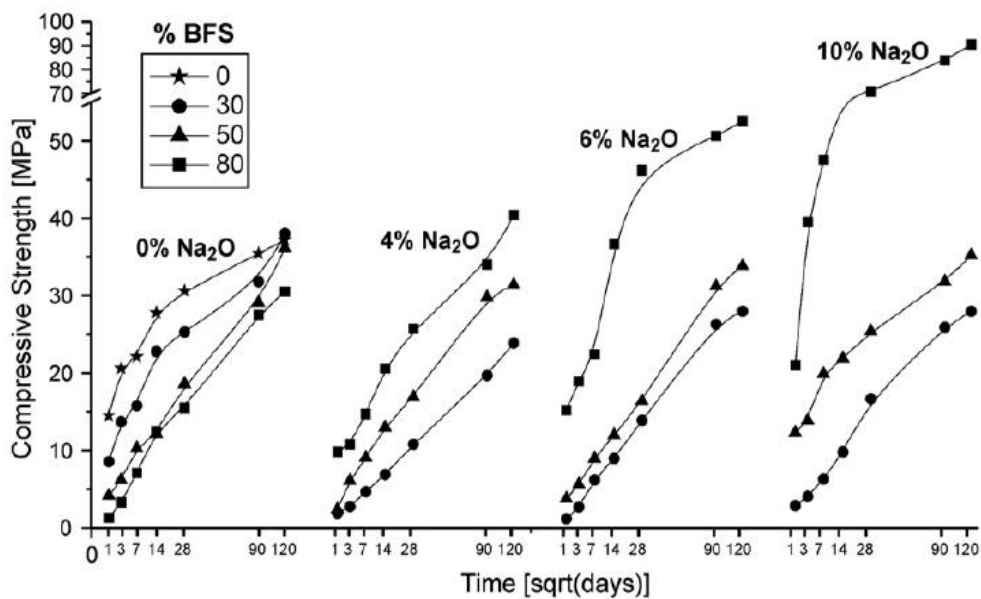 % BFS
0
30
50
80
0% Na₂O
4% Na₂O
6% Na₂O
10% Na₂O
Compressive Strength [MPa]
100
90
80
70
50
40
30
20
10
0
0
1 3 7 14 28 90 120
1 3 7 14 28 90 120
1 3 7 14 28 90 120
1 3 7 14 28 90 120
Time [sqrt(days)]